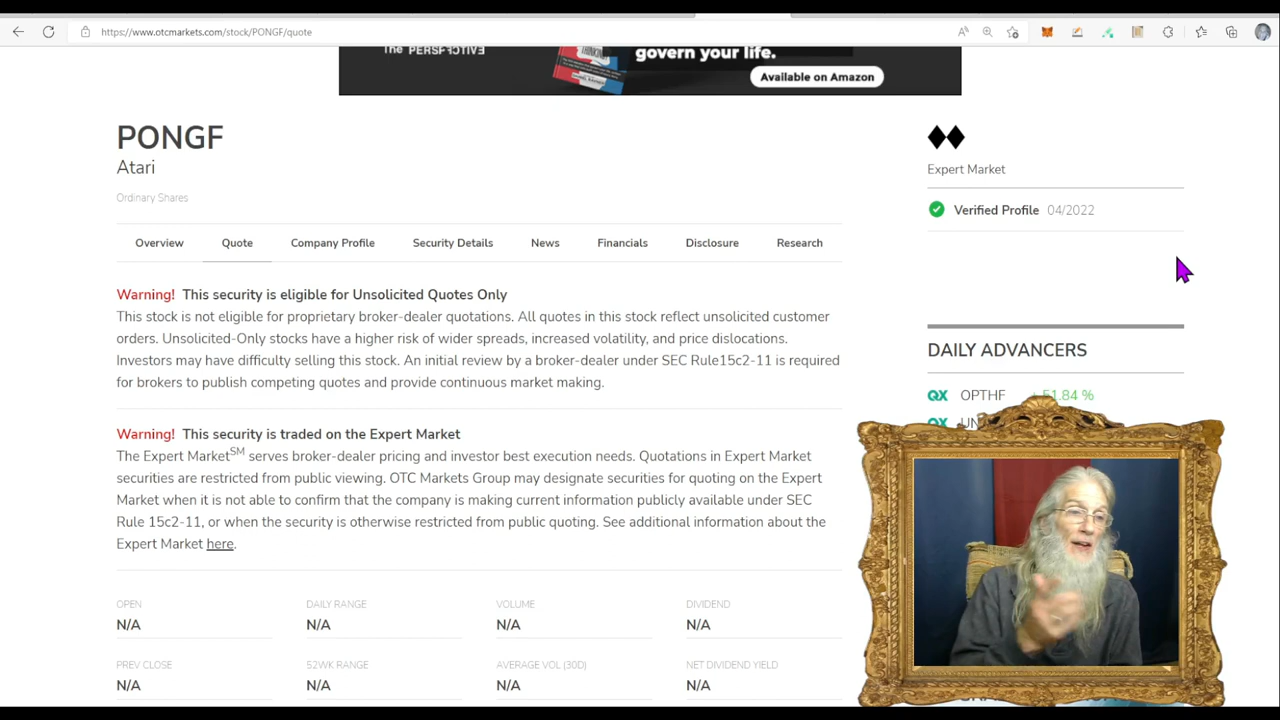 https://www.otcmarkets.com/stock/PONGF/quote
The PERSPECTIVE
govern your life.
Available on Amazon
PONGF
Atari
Ordinary Shares
Expert Market
Verified Profile 04/2022
Overview Quote Company Profile Security Details News Financials Disclosure Research
Warning! This security is eligible for Unsolicited Quotes Only
This stock is not eligible for proprietary broker-dealer quotations. All quotes in this stock reflect unsolicited customer
orders. Unsolicited-Only stocks have a higher risk of wider spreads, increased volatility, and price dislocations.
Investors may have difficulty selling this stock. An initial review by a broker-dealer under SEC Rule15c2-11 is required
for brokers to publish competing quotes and provide continuous market making.
Warning! This security is traded on the Expert Market
The Expert MarketSM serves broker-dealer pricing and investor best execution needs. Quotations in Expert Market
securities are restricted from public viewing. OTC Markets Group may designate securities for quoting on the Expert
Market when it is not able to confirm that the company is making current information publicly available under SEC
Rule 15c2-11, or when the security is otherwise restricted from public quoting. See additional information about the
Expert Market here.
OPEN DAILY RANGE VOLUME DIVIDEND
N/A N/A N/A N/A
PREV CLOSE 52WK RANGE AVERAGE VOL (30D) NET DIVIDEND YIELD
N/A N/A N/A N/A
DAILY ADVANCERS
QX OPTHF 51.84 %
QX